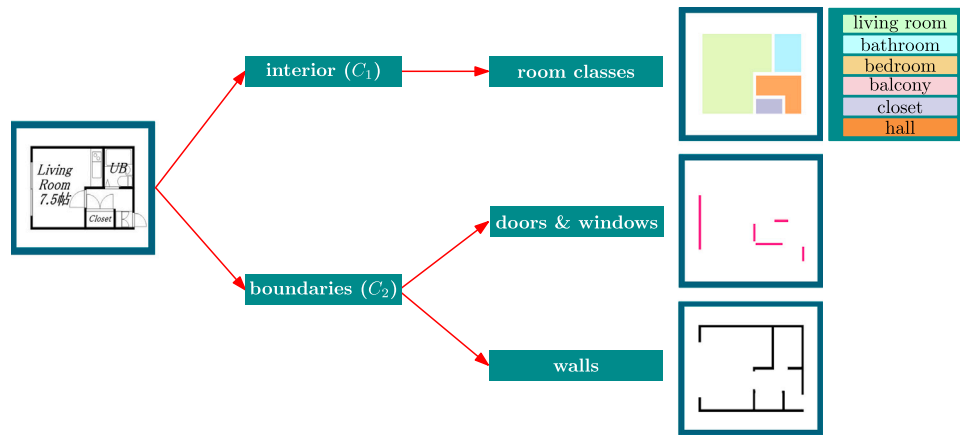 interior (C₁)
room classes
living room
bathroom
bedroom
balcony
closet
hall
Living
Room
7.5帖
UB
Closet
doors & windows
boundaries (C₂)
walls